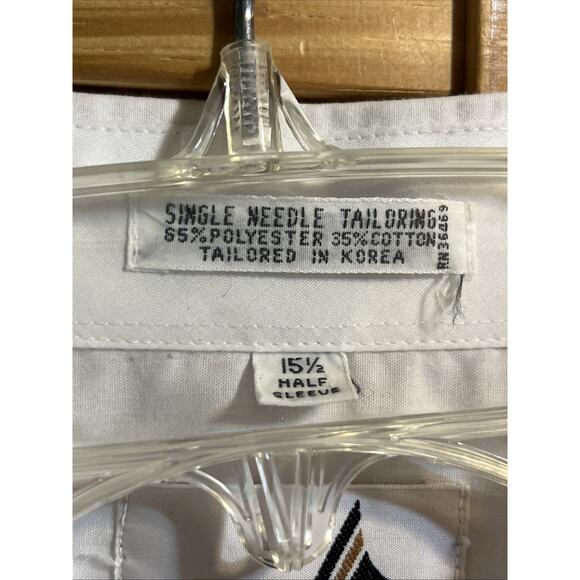 SINGLE NEEDLE TAILORING
65% POLYESTER 35% COTTON
TAILORED IN KOREA
RN36469
15½
HALF
SLEEVE